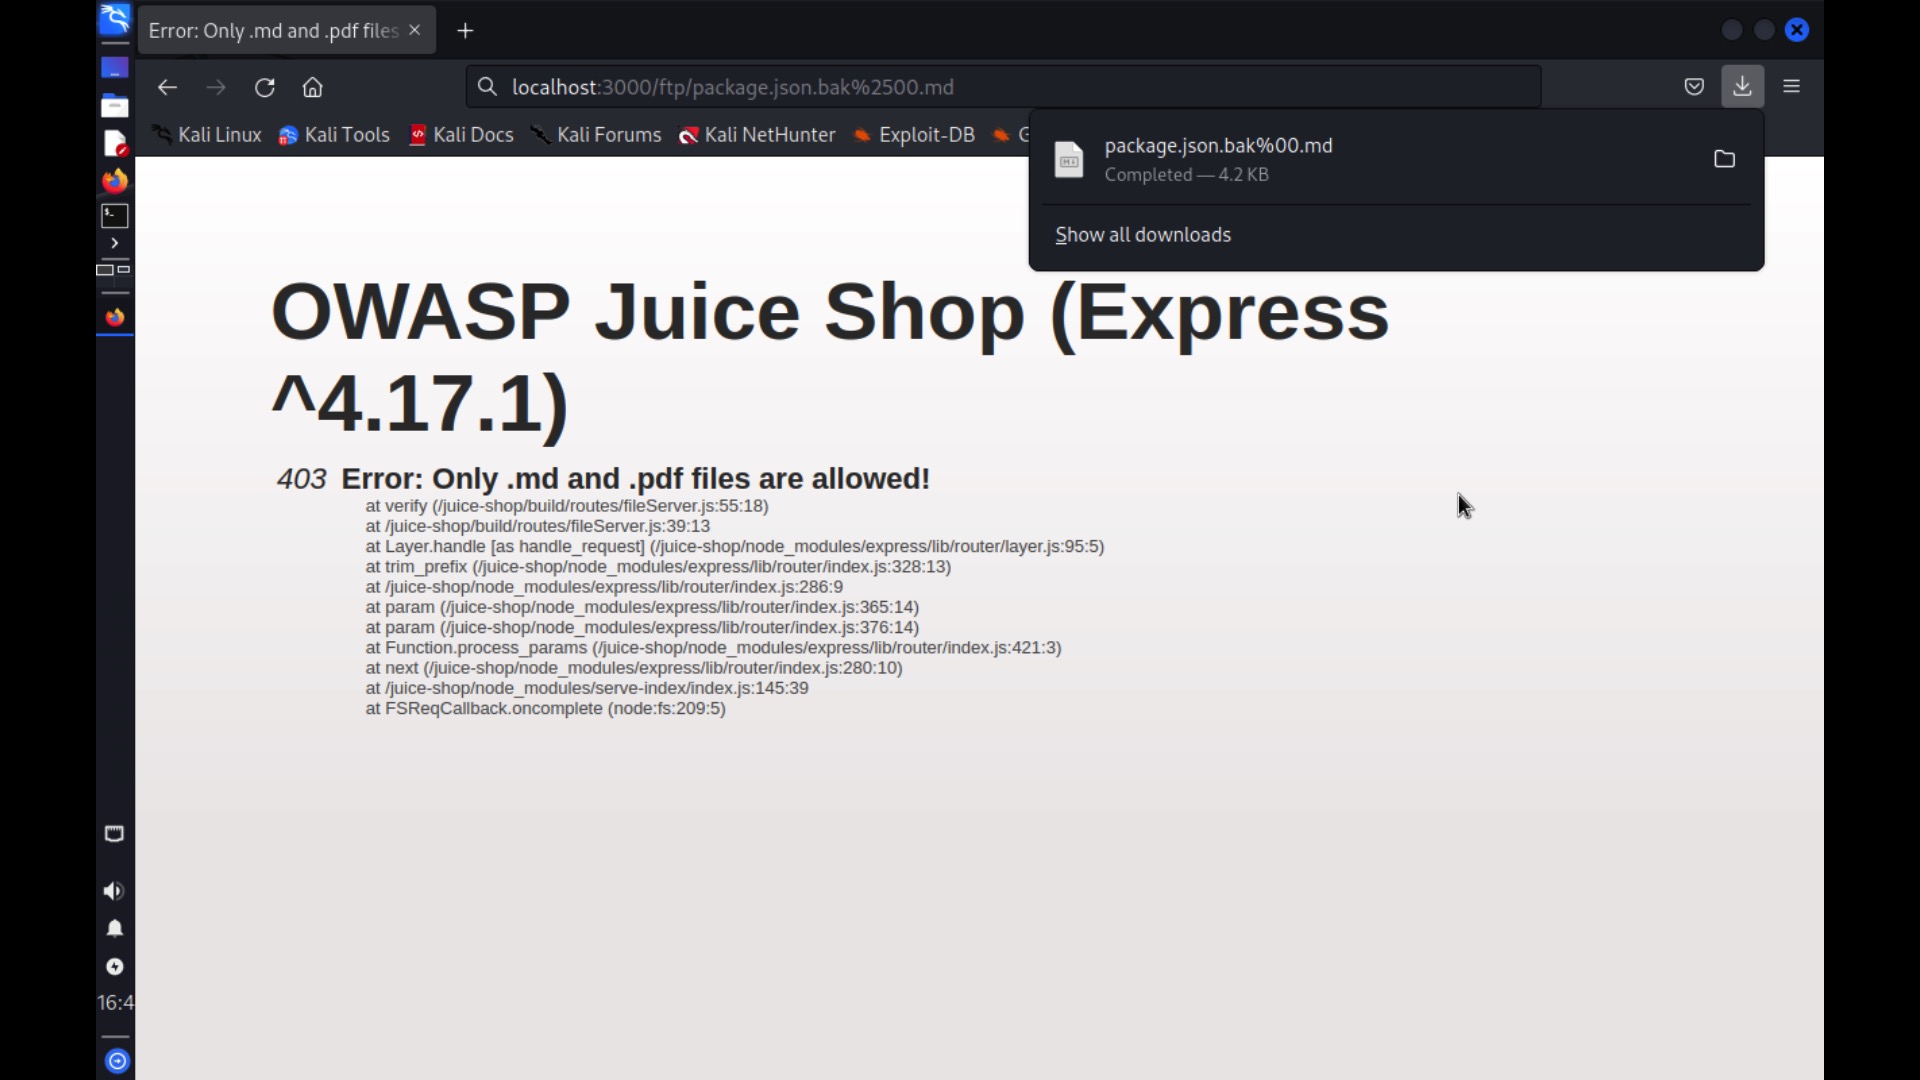 Error: Only .md and .pdf files
localhost:3000/ftp/package.json.bak%2500.md
Kali Linux
Kali Tools
Kali Docs
Kali Forums
Kali NetHunter
Exploit-DB
G
package.json.bak%00.md
Completed — 4.2 KB
Show all downloads
OWASP Juice Shop (Express
^4.17.1)
403 Error: Only .md and .pdf files are allowed!
at verify (/juice-shop/build/routes/fileServer.js:55:18)
at /juice-shop/build/routes/fileServer.js:39:13
at Layer.handle [as handle_request] (/juice-shop/node_modules/express/lib/router/layer.js:95:5)
at trim_prefix (/juice-shop/node_modules/express/lib/router/index.js:328:13)
at /juice-shop/node_modules/express/lib/router/index.js:286:9
at param (/juice-shop/node_modules/express/lib/router/index.js:365:14)
at param (/juice-shop/node_modules/express/lib/router/index.js:376:14)
at Function.process_params (/juice-shop/node_modules/express/lib/router/index.js:421:3)
at next (/juice-shop/node_modules/express/lib/router/index.js:280:10)
at /juice-shop/node_modules/serve-index/index.js:145:39
at FSReqCallback.oncomplete (node:fs:209:5)
16:4